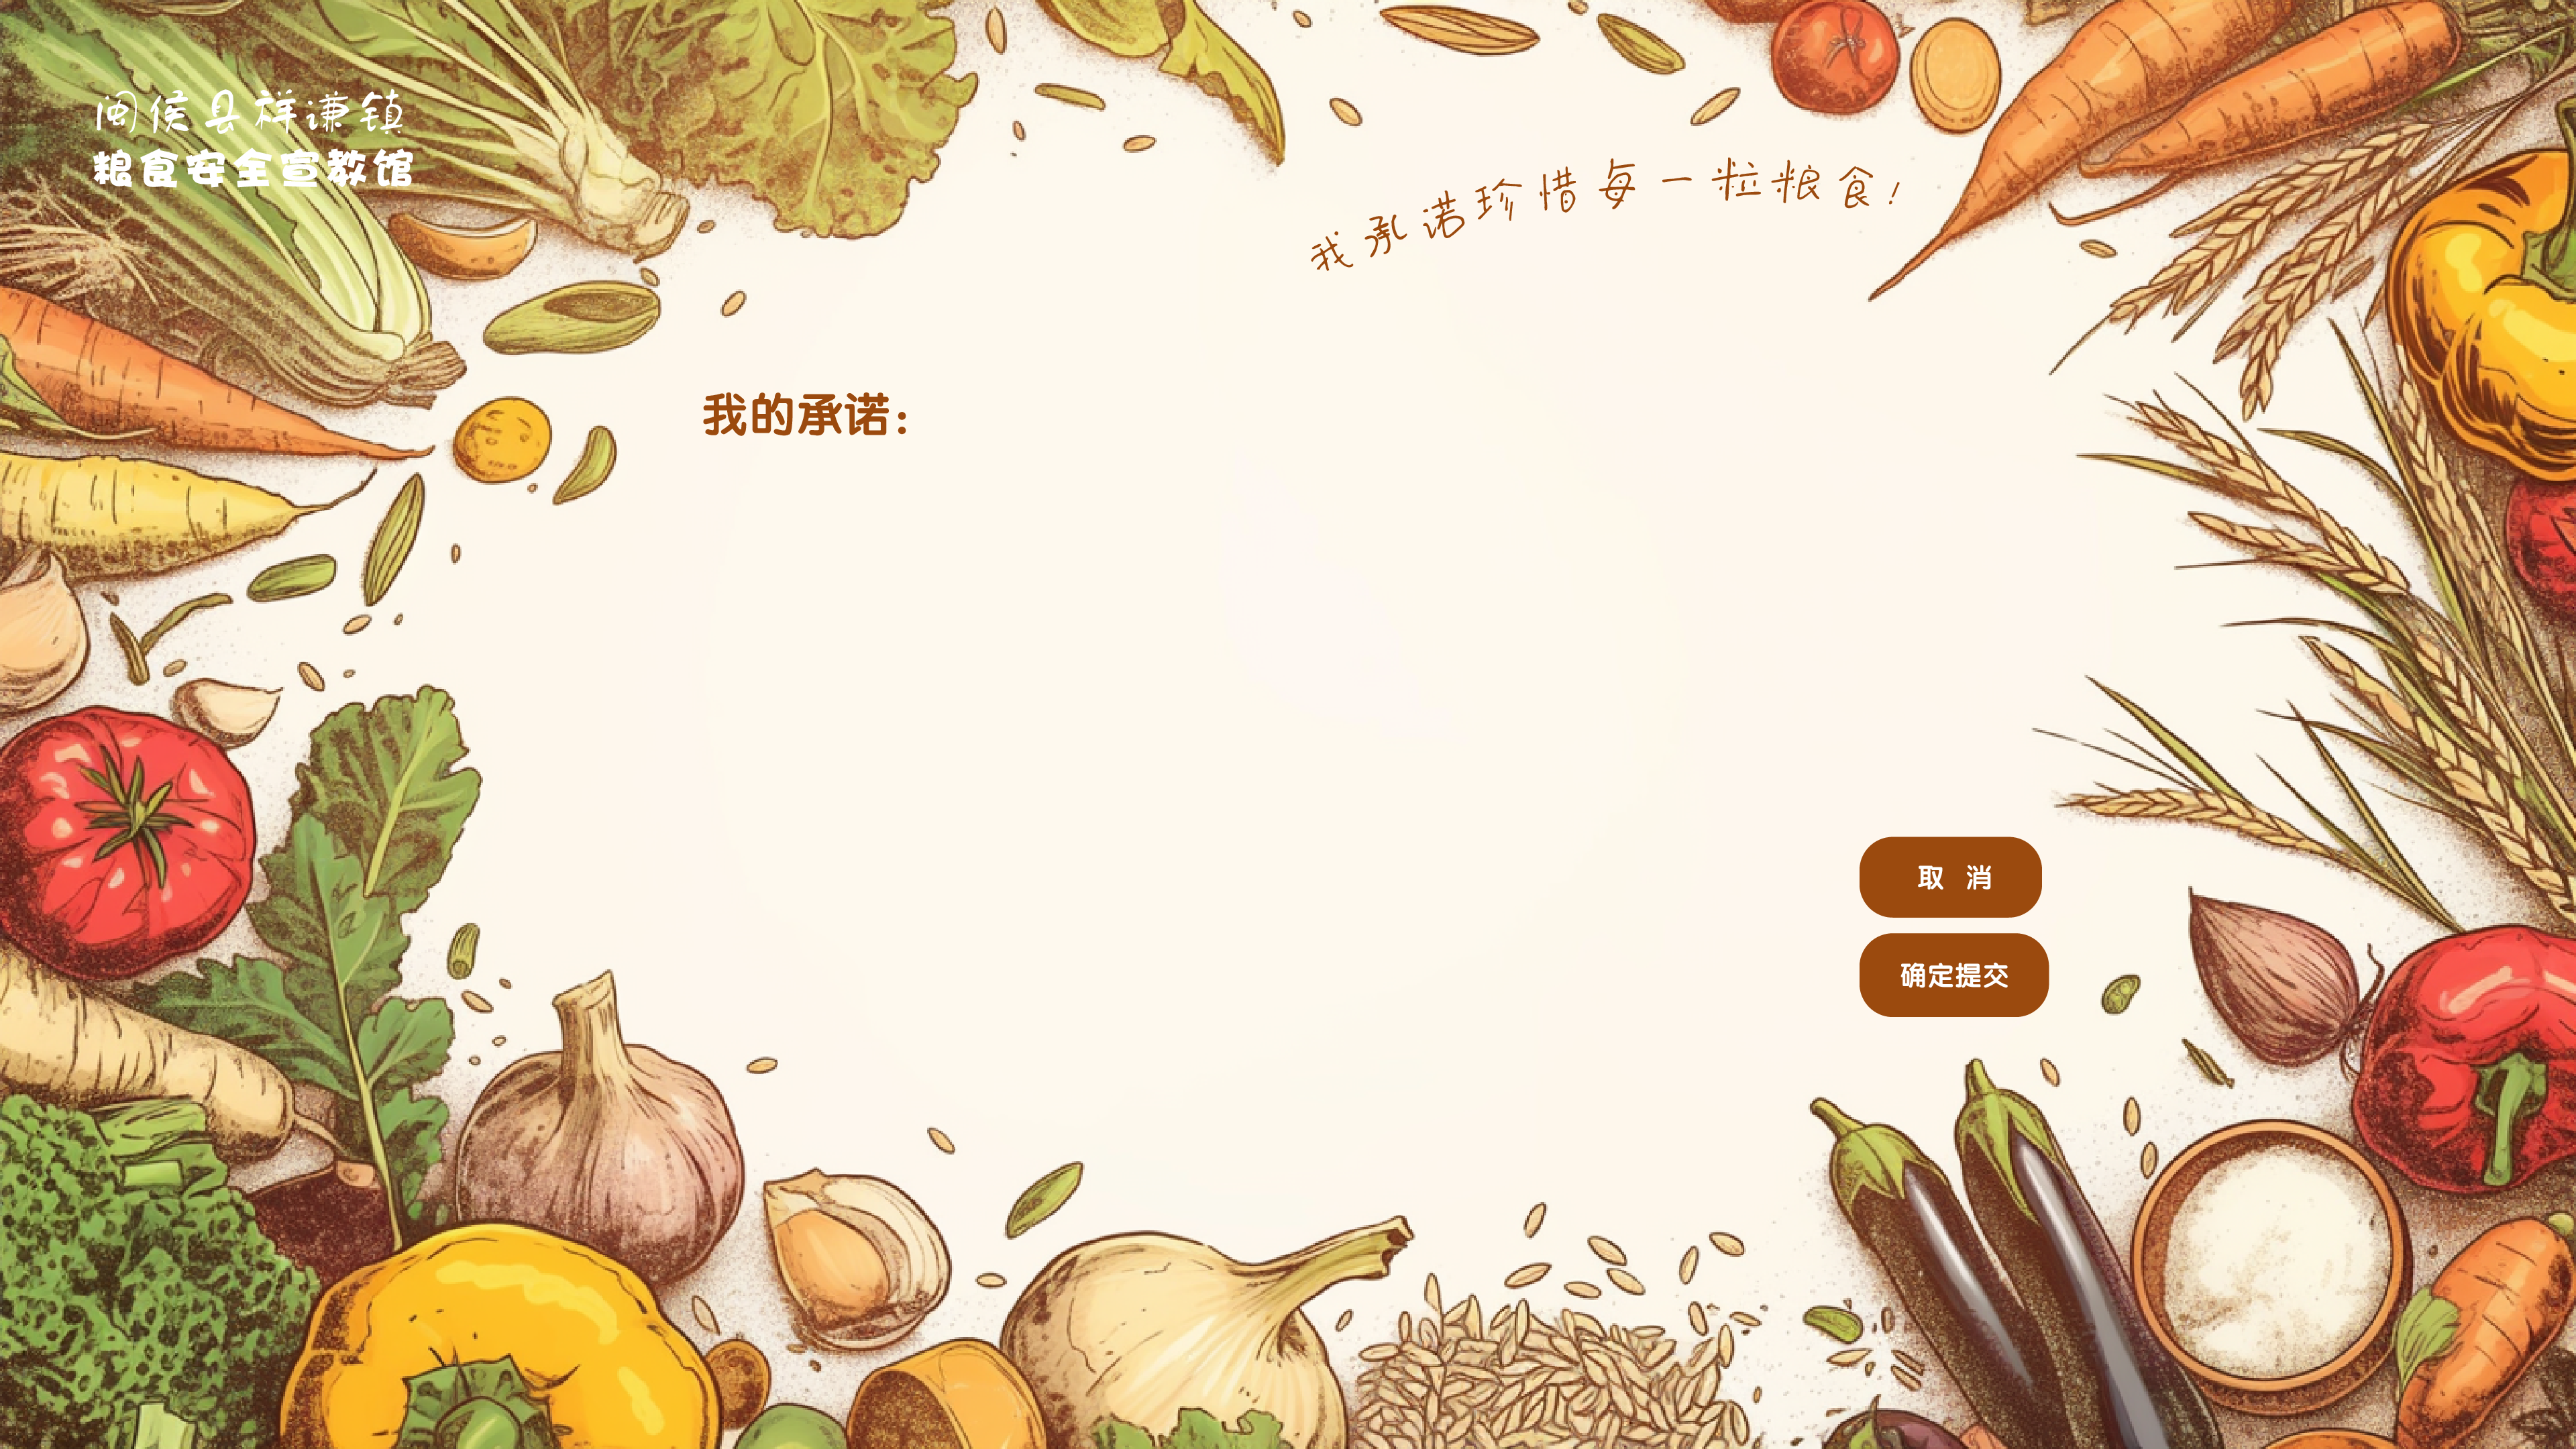 闽侯县祥谦镇
粮食安全宣教馆
我承诺珍惜每一粒粮食！
我的承诺：
取 消
确定提交